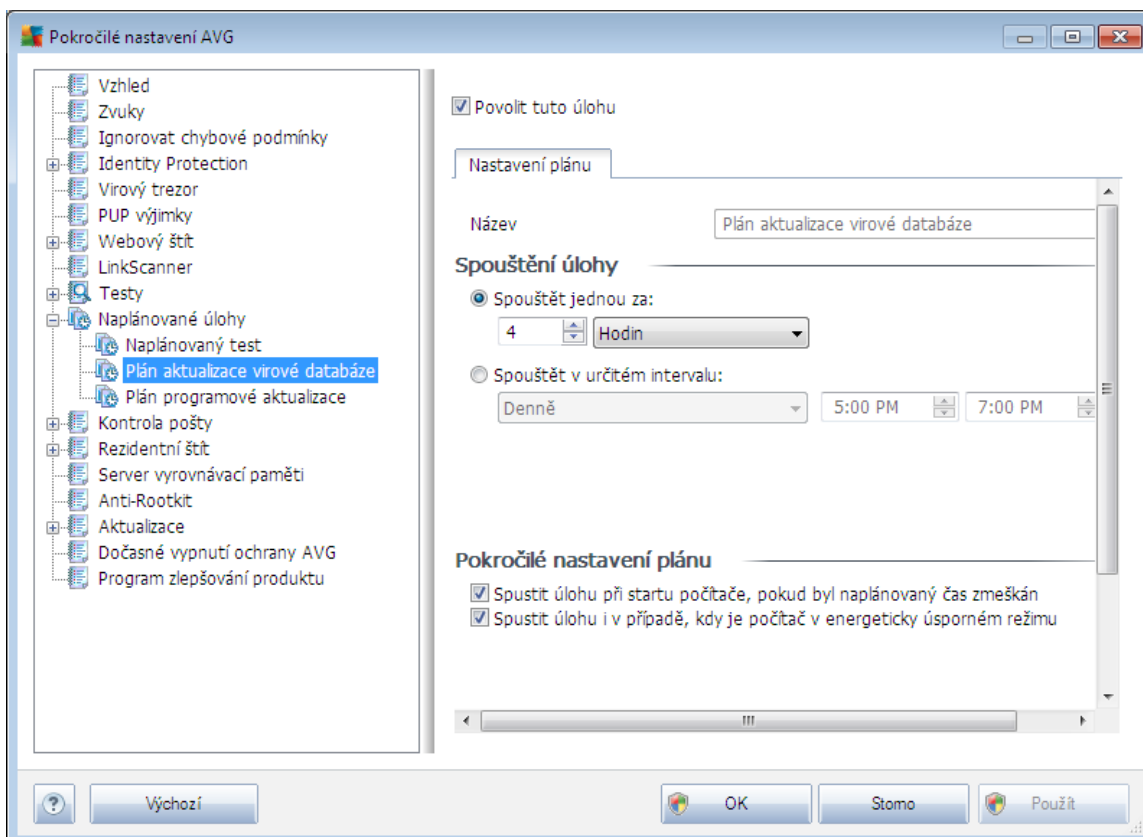 Pokročilé nastavení AVG
Vzhled
Zvuky
Ignorovat chybové podmínky
Identity Protection
Virový trezor
PUP výjimky
Webový štít
LinkScanner
Testy
Naplánované úlohy
Naplánovaný test
Plán aktualizace virové databáze
Plán programové aktualizace
Kontrola pošty
Rezidentní štít
Server vyrovnávací paměti
Anti-Rootkit
Aktualizace
Dočasné vypnutí ochrany AVG
Program zlepšování produktu
Povolit tuto úlohu
Nastavení plánu
Název Plán aktualizace virové databáze
Spouštění úlohy
Spouštět jednou za:
4 Hodin
Spouštět v určitém intervalu:
Denně 5:00 PM 7:00 PM
Pokročilé nastavení plánu
Spustit úlohu při startu počítače, pokud byl naplánovaný čas zmeškán
Spustit úlohu i v případě, kdy je počítač v energeticky úsporném režimu
? Výchozí OK Storno Použít